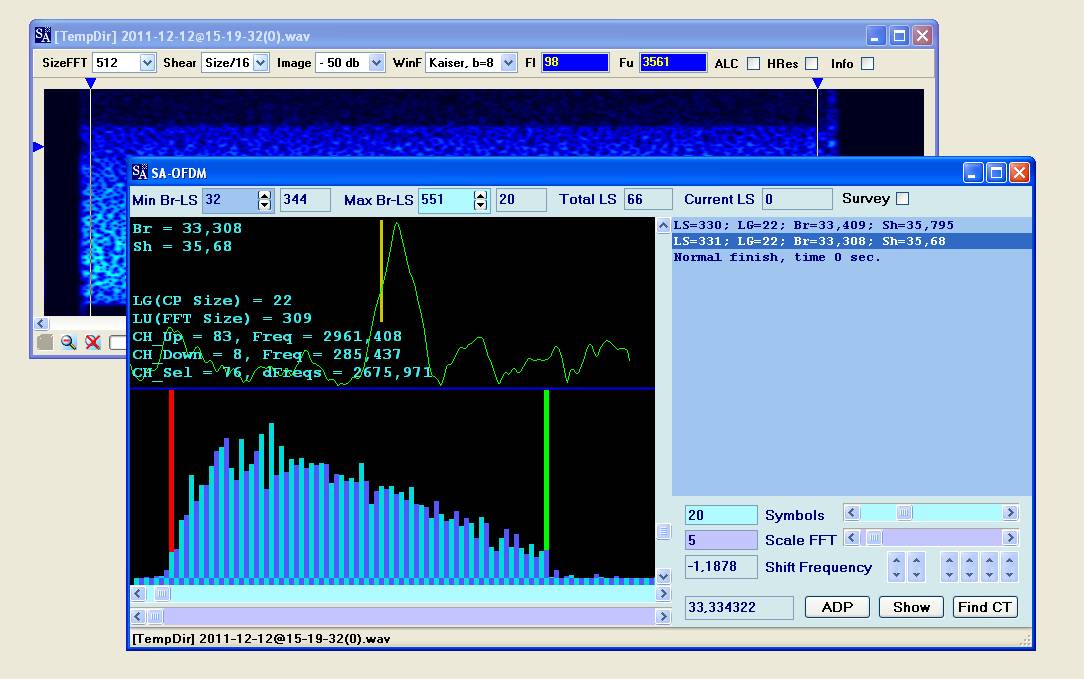 SA [TempDir] 2011-12-12@15-19-32(0).wav
SizeFFT 512 Shear Size/16 Image - 50 db WinF Kaiser, b=8 Fl 98 Fu 3561 ALC HRes Info
SA SA-OFDM
Min Br-LS 32 344 Max Br-LS 551 20 Total LS 66 Current LS 0 Survey
Br = 33,308
Sh = 35,68
LG(CP Size) = 22
LU(FFT Size) = 309
CH_Up = 83, Freq = 2961,408
CH_Down = 8, Freq = 285,437
CH_Sel = 76, dFreqs = 2675,971
LS=330; LG=22; Br=33,409; Sh=35,795
LS=331; LG=22; Br=33,308; Sh=35,68
Normal finish, time 0 sec.
20 Symbols
5 Scale FFT
-1,1878 Shift Frequency
33,334322 ADP Show Find CT
[TempDir] 2011-12-12@15-19-32(0).wav